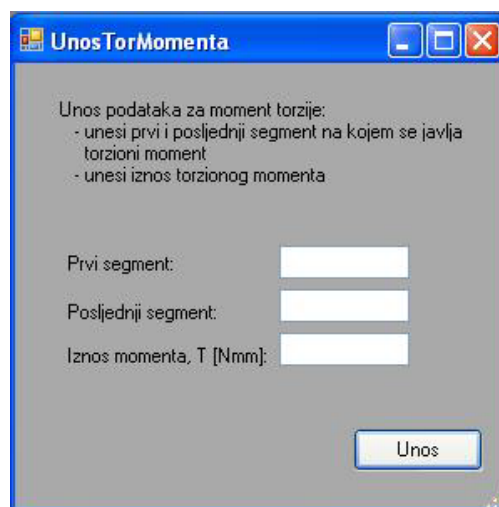 UnosTorMomenta
Unos podataka za moment torzije:
- unesi prvi i posljednji segment na kojem se javlja
torzioni moment
- unesi iznos torzionog momenta
Prvi segment:
Posljednji segment:
Iznos momenta, T [Nmm]:
Unos